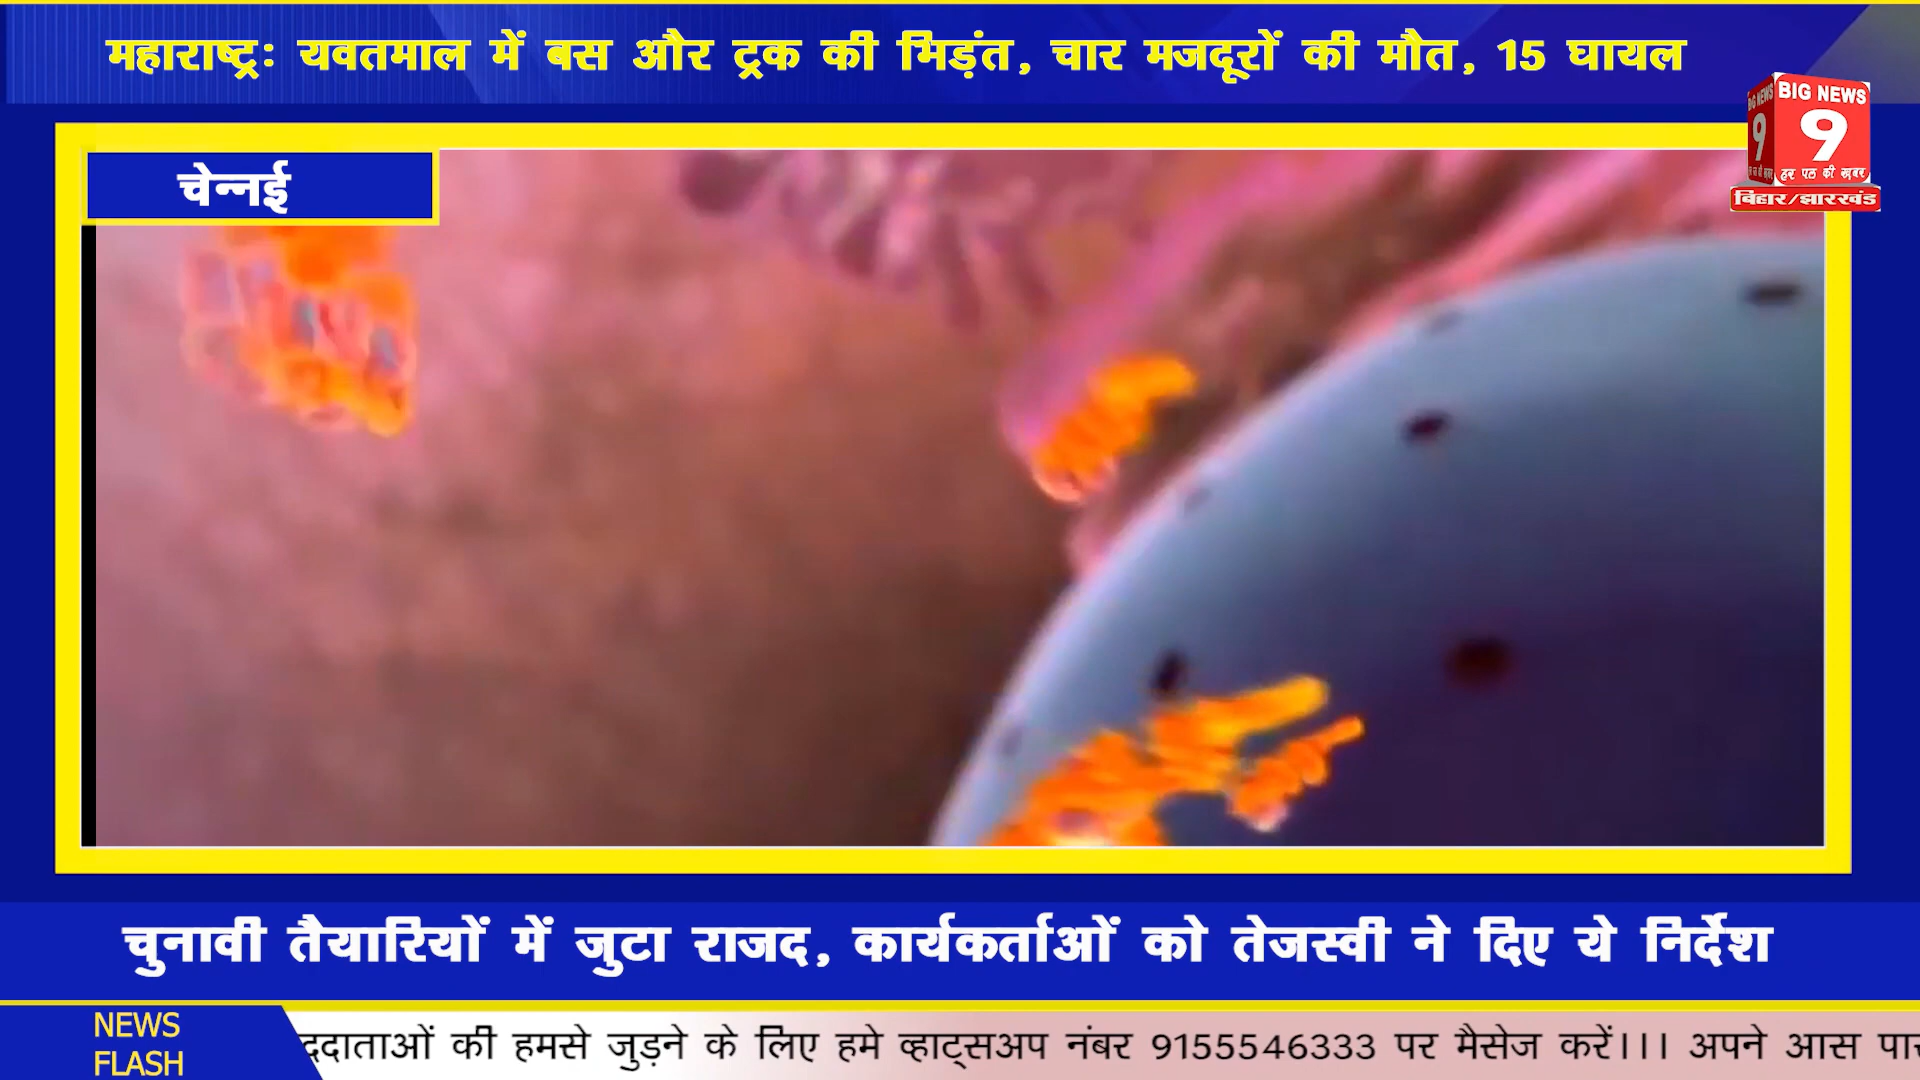 महाराष्ट्र: यवतमाल में बस और ट्रक की भिड़ंत, चार मजदूरों की मौत, 15 घायल
BIG NEWS
9
हर पल की खबर
बिहार/झारखंड
चेन्नई
चुनावी तैयारियों में जुटा राजद, कार्यकर्ताओं को तेजस्वी ने दिए ये निर्देश
NEWS
FLASH
ददाताओं की हमसे जुड़ने के लिए हमे व्हाट्सअप नंबर 9155546333 पर मैसेज करें।।। अपने आस पास